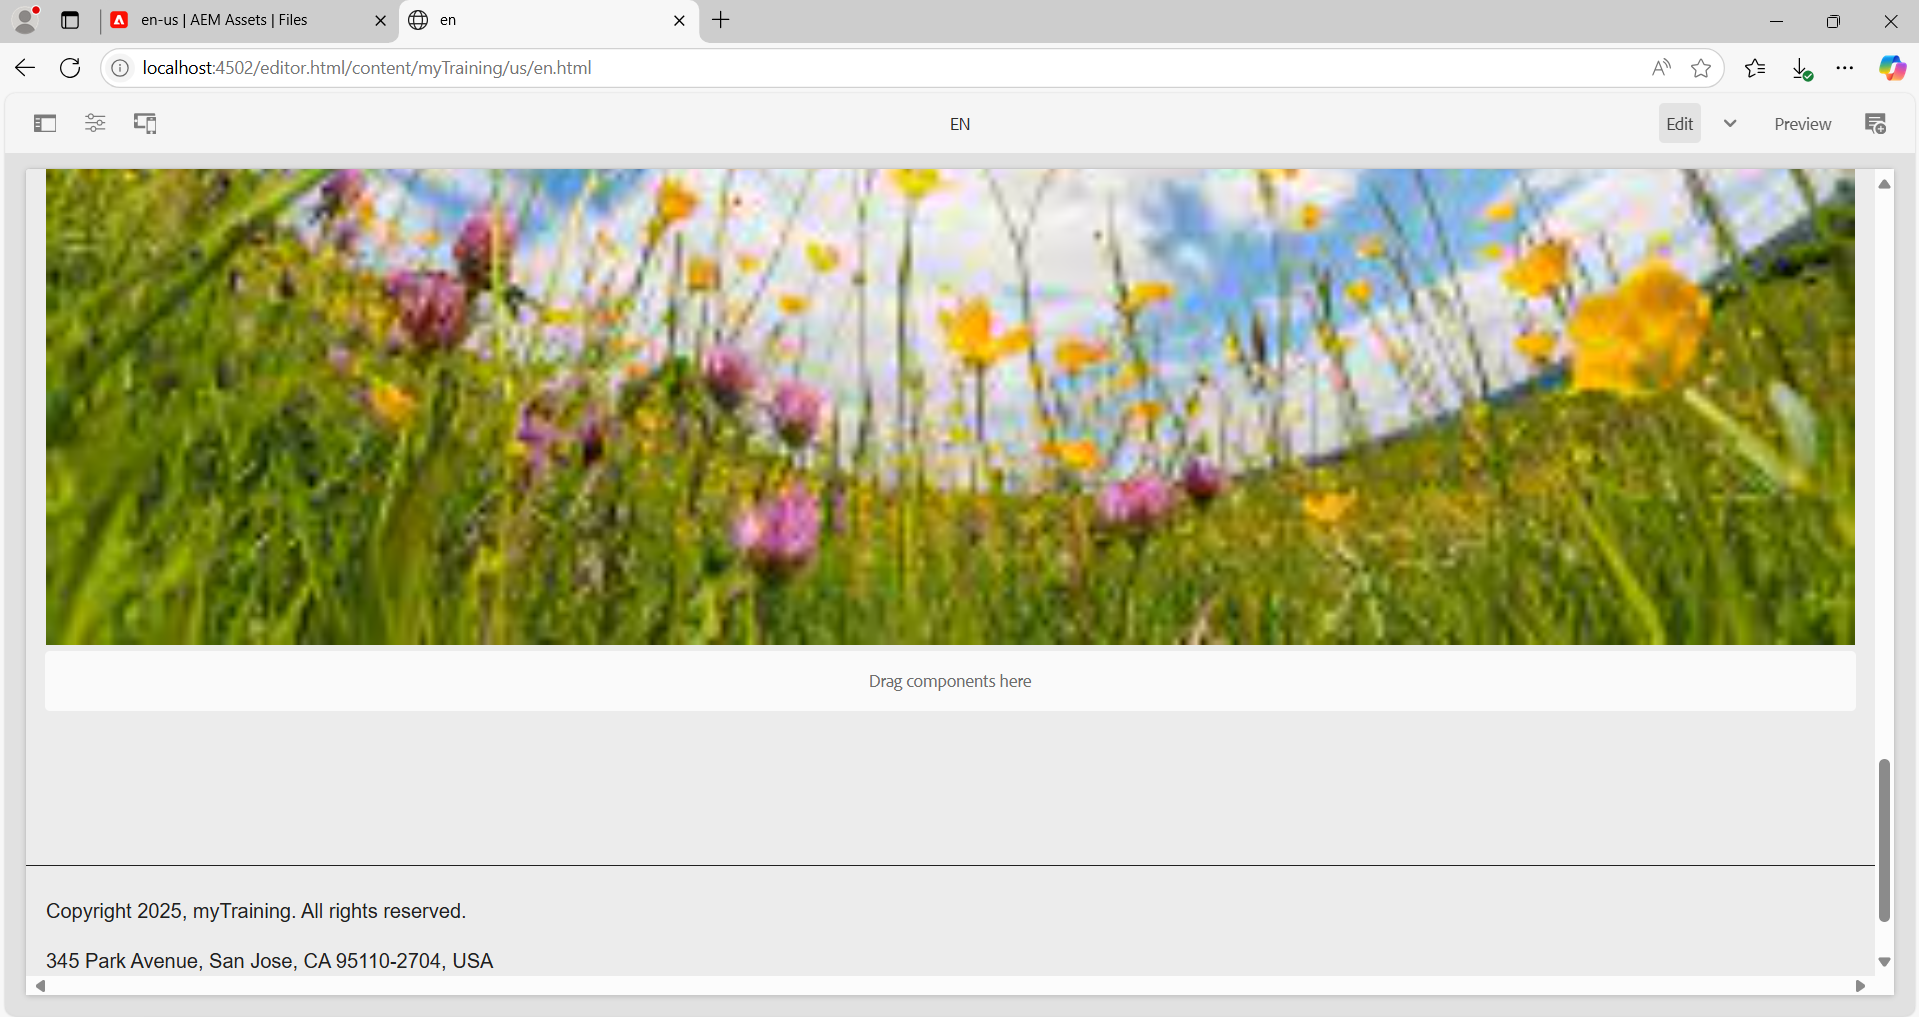 en-us | AEM Assets | Files
en
localhost:4502/editor.html/content/myTraining/us/en.html
EN
Edit
Preview
Drag components here
Copyright 2025, myTraining. All rights reserved.
345 Park Avenue, San Jose, CA 95110-2704, USA